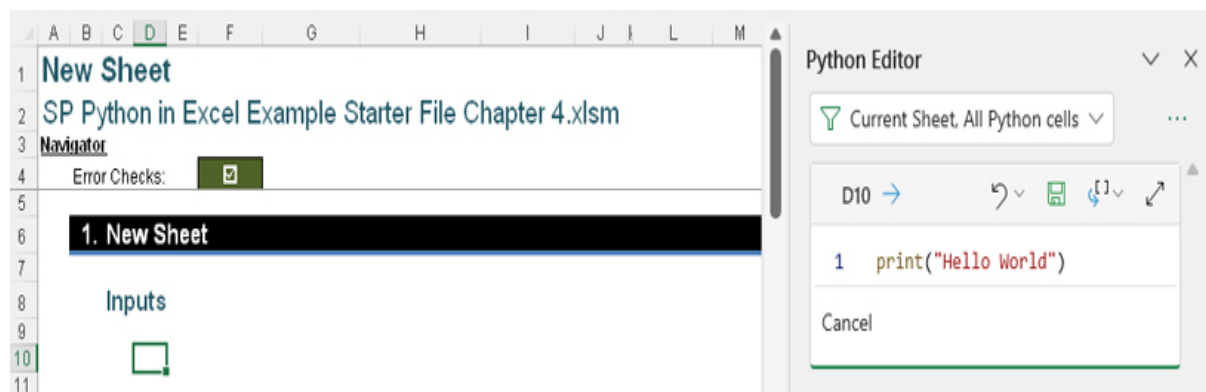 A B C D E F G H I J K L M
1 New Sheet
2 SP Python in Excel Example Starter File Chapter 4.xlsm
3 Navigator
4 Error Checks:
5
6 1. New Sheet
7
8 Inputs
9
10
11
Python Editor
Current Sheet, All Python cells
D10
1 print("Hello World")
Cancel